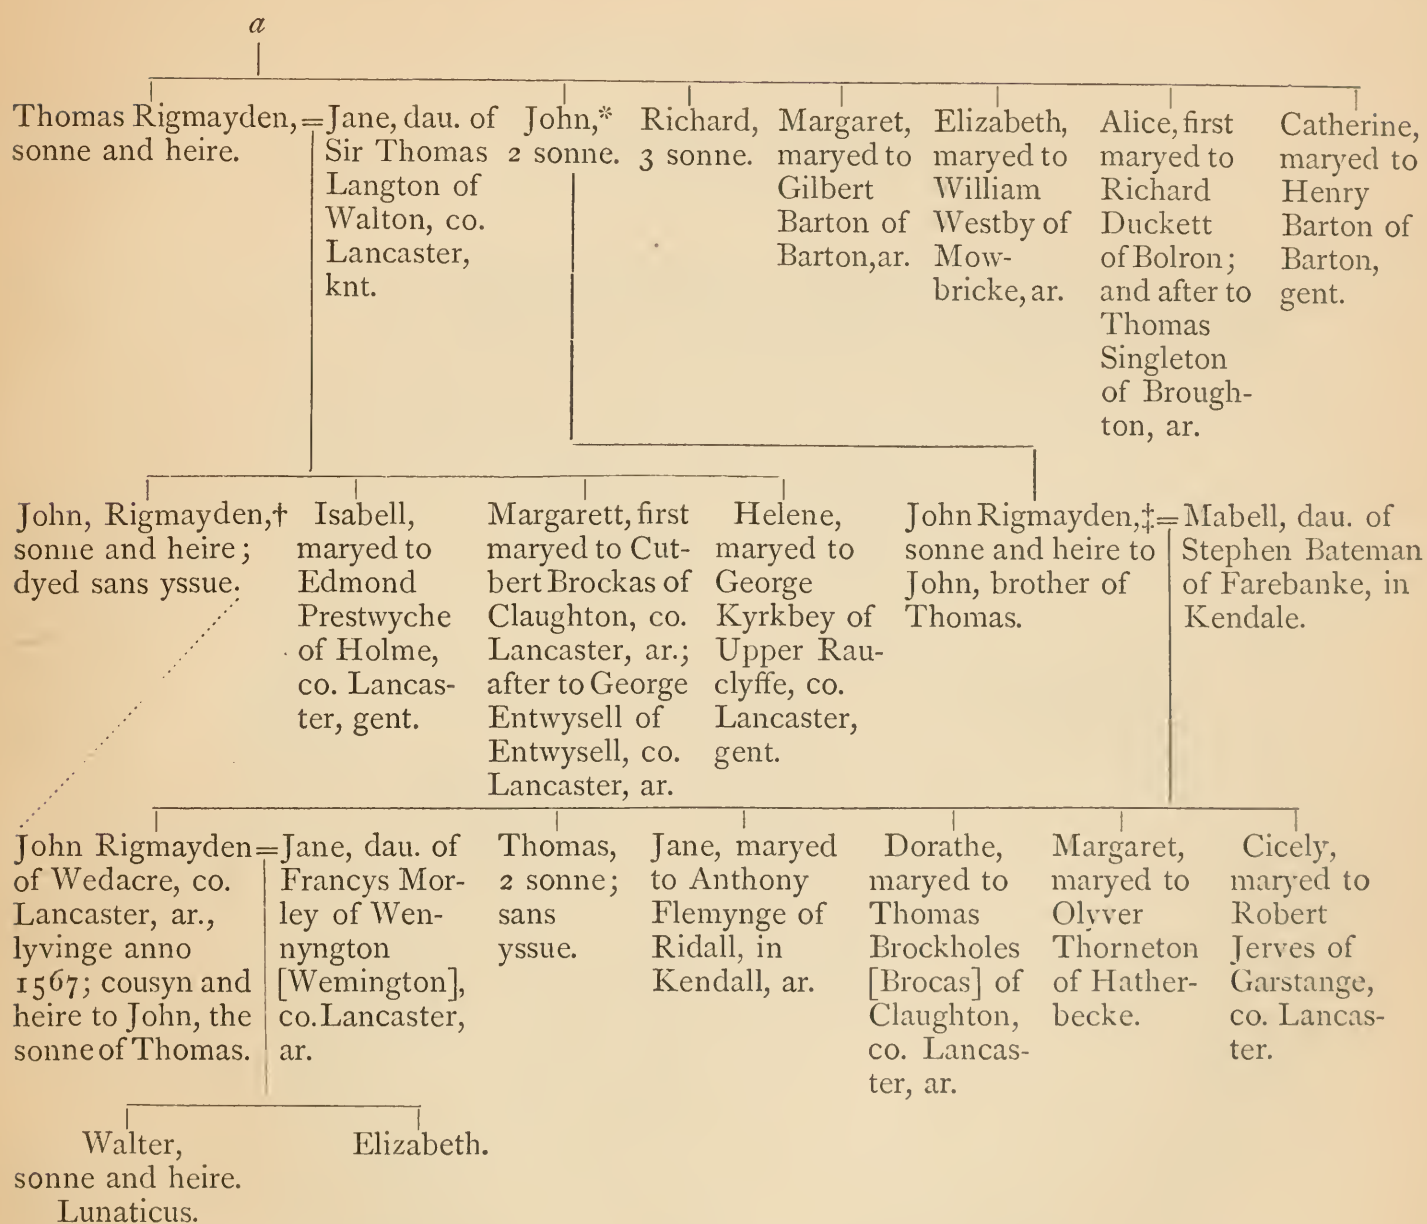 a
Thomas Rigmayden,=
sonne and heire.
Jane, dau. of
Sir Thomas
Langton of
Walton, co.
Lancaster,
knt.
John,*
2 sonne.
Richard,
3 sonne.
Margaret,
maryed to
Gilbert
Barton of
Barton, ar.
Elizabeth,
maryed to
William
Westby of
Mow-
bricke, ar.
Alice, first
maryed to
Richard
Duckett
of Bolron;
and after to
Thomas
Singleton
of Brough-
ton, ar.
Catherine,
maryed to
Henry
Barton of
Barton,
gent.
John, Rigmayden,†
sonne and heire;
dyed sans yssue.
Isabell,
maryed to
Edmond
Prestwyche
of Holme,
co. Lancas-
ter, gent.
Margarett, first
maryed to Cut-
bert Brockas of
Claughton, co.
Lancaster, ar.;
after to George
Entwysell of
Entwysell, co.
Lancaster, ar.
Helene,
maryed to
George
Kyrkbey of
Upper Rau-
clyffe, co.
Lancaster,
gent.
John Rigmayden,‡=
sonne and heire to
John, brother of
Thomas.
Mabell, dau. of
Stephen Bateman
of Farebanke, in
Kendale.
John Rigmayden=
of Wedacre, co.
Lancaster, ar.,
lyvinge anno
1567; cousyn and
heire to John, the
sonne of Thomas.
Jane, dau. of
Francys Mor-
ley of Wen-
nyngton
[Wemington],
co. Lancaster,
ar.
Thomas,
2 sonne;
sans
yssue.
Jane, maryed
to Anthony
Flemynge of
Ridall, in
Kendall, ar.
Dorathe,
maryed to
Thomas
Brockholes
[Brocas] of
Claughton,
co. Lancas-
ter, ar.
Margaret,
maryed to
Olyver
Thorneton
of Hather-
becke.
Cicely,
maryed to
Robert
Jerves of
Garstange,
co. Lancas-
ter.
Walter,
sonne and heire.
Lunaticus.
Elizabeth.